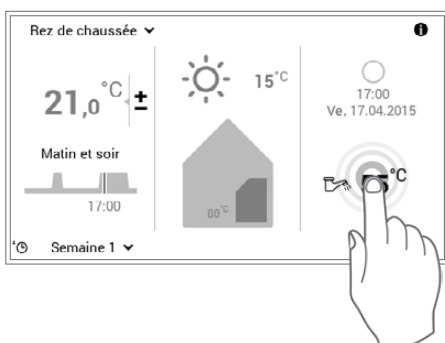 Rez de chaussée
21,0 °C ±
Matin et soir
17:00
Semaine 1
15°C
80°C
17:00
Ve, 17.04.2015
°C